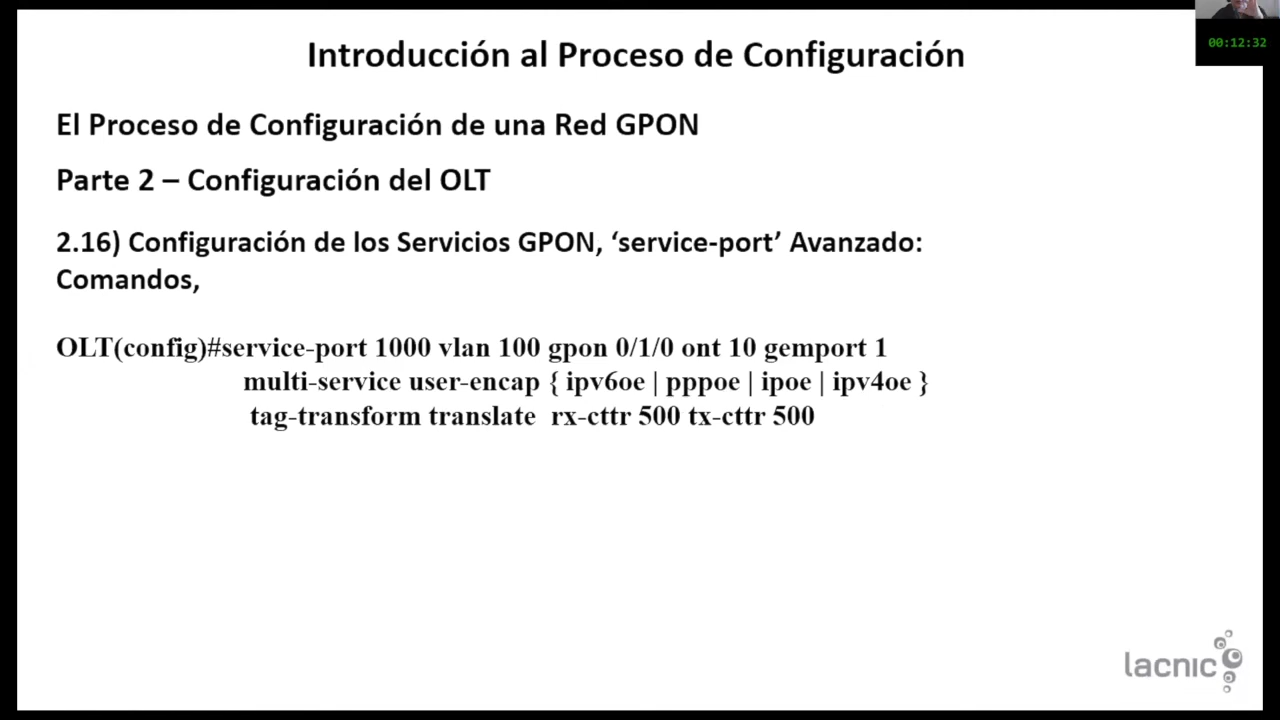 00:12:32
Introducción al Proceso de Configuración
El Proceso de Configuración de una Red GPON
Parte 2 – Configuración del OLT
2.16) Configuración de los Servicios GPON, ‘service-port’ Avanzado:
Comandos,
OLT(config)#service-port 1000 vlan 100 gpon 0/1/0 ont 10 gemport 1
multi-service user-encap { ipv6oe | pppoe | ipoe | ipv4oe }
tag-transform translate rx-cttr 500 tx-cttr 500
lacnic